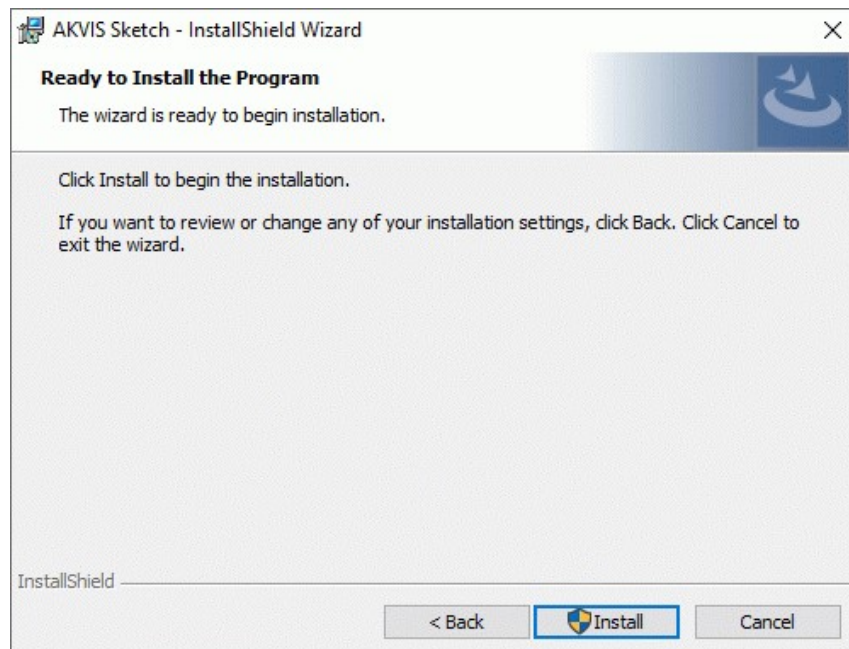 AKVIS Sketch - InstallShield Wizard
Ready to Install the Program
The wizard is ready to begin installation.
Click Install to begin the installation.
If you want to review or change any of your installation settings, click Back. Click Cancel to
exit the wizard.
InstallShield
< Back
Install
Cancel